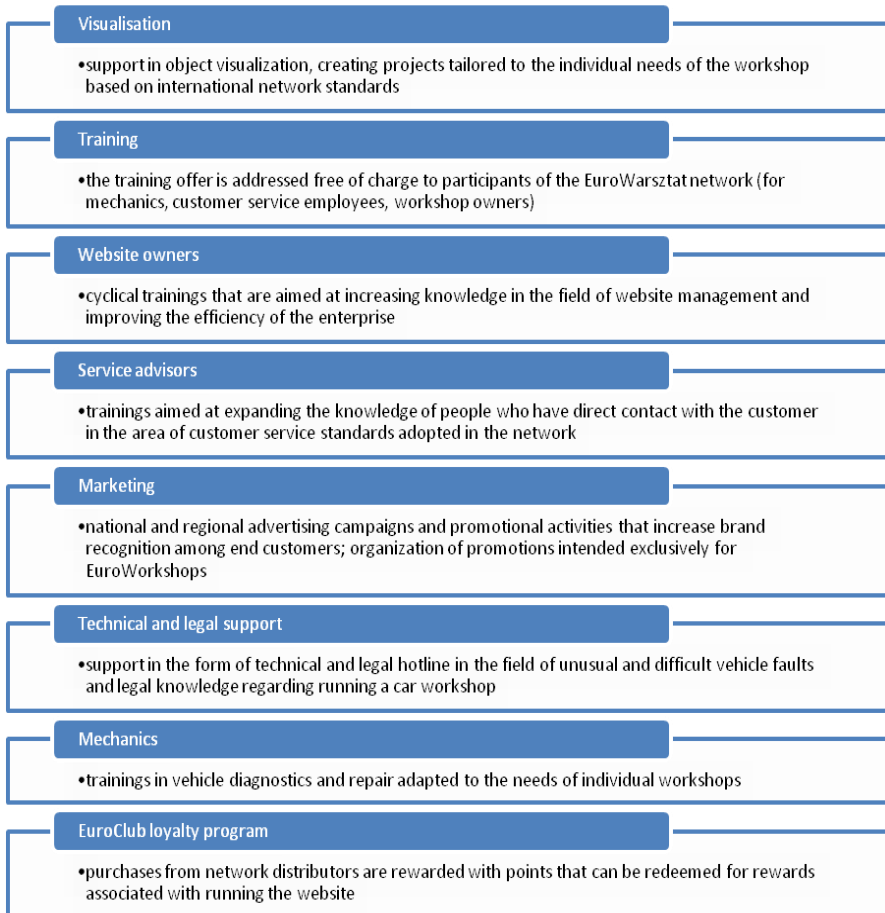 Visualisation
•support in object visualization, creating projects tailored to the individual needs of the workshop
based on international network standards
Training
•the training offer is addressed free of charge to participants of the EuroWarsztat network (for
mechanics, customer service employees, workshop owners)
Website owners
•cyclical trainings that are aimed at increasing knowledge in the field of website management and
improving the efficiency of the enterprise
Service advisors
•trainings aimed at expanding the knowledge of people who have direct contact with the customer
in the area of customer service standards adopted in the network
Marketing
•national and regional advertising campaigns and promotional activities that increase brand
recognition among end customers; organization of promotions intended exclusively for
EuroWorkshops
Technical and legal support
•support in the form of technical and legal hotline in the field of unusual and difficult vehicle faults
and legal knowledge regarding running a car workshop
Mechanics
•trainings in vehicle diagnostics and repair adapted to the needs of individual workshops
EuroClub loyalty program
•purchases from network distributors are rewarded with points that can be redeemed for rewards
associated with running the website